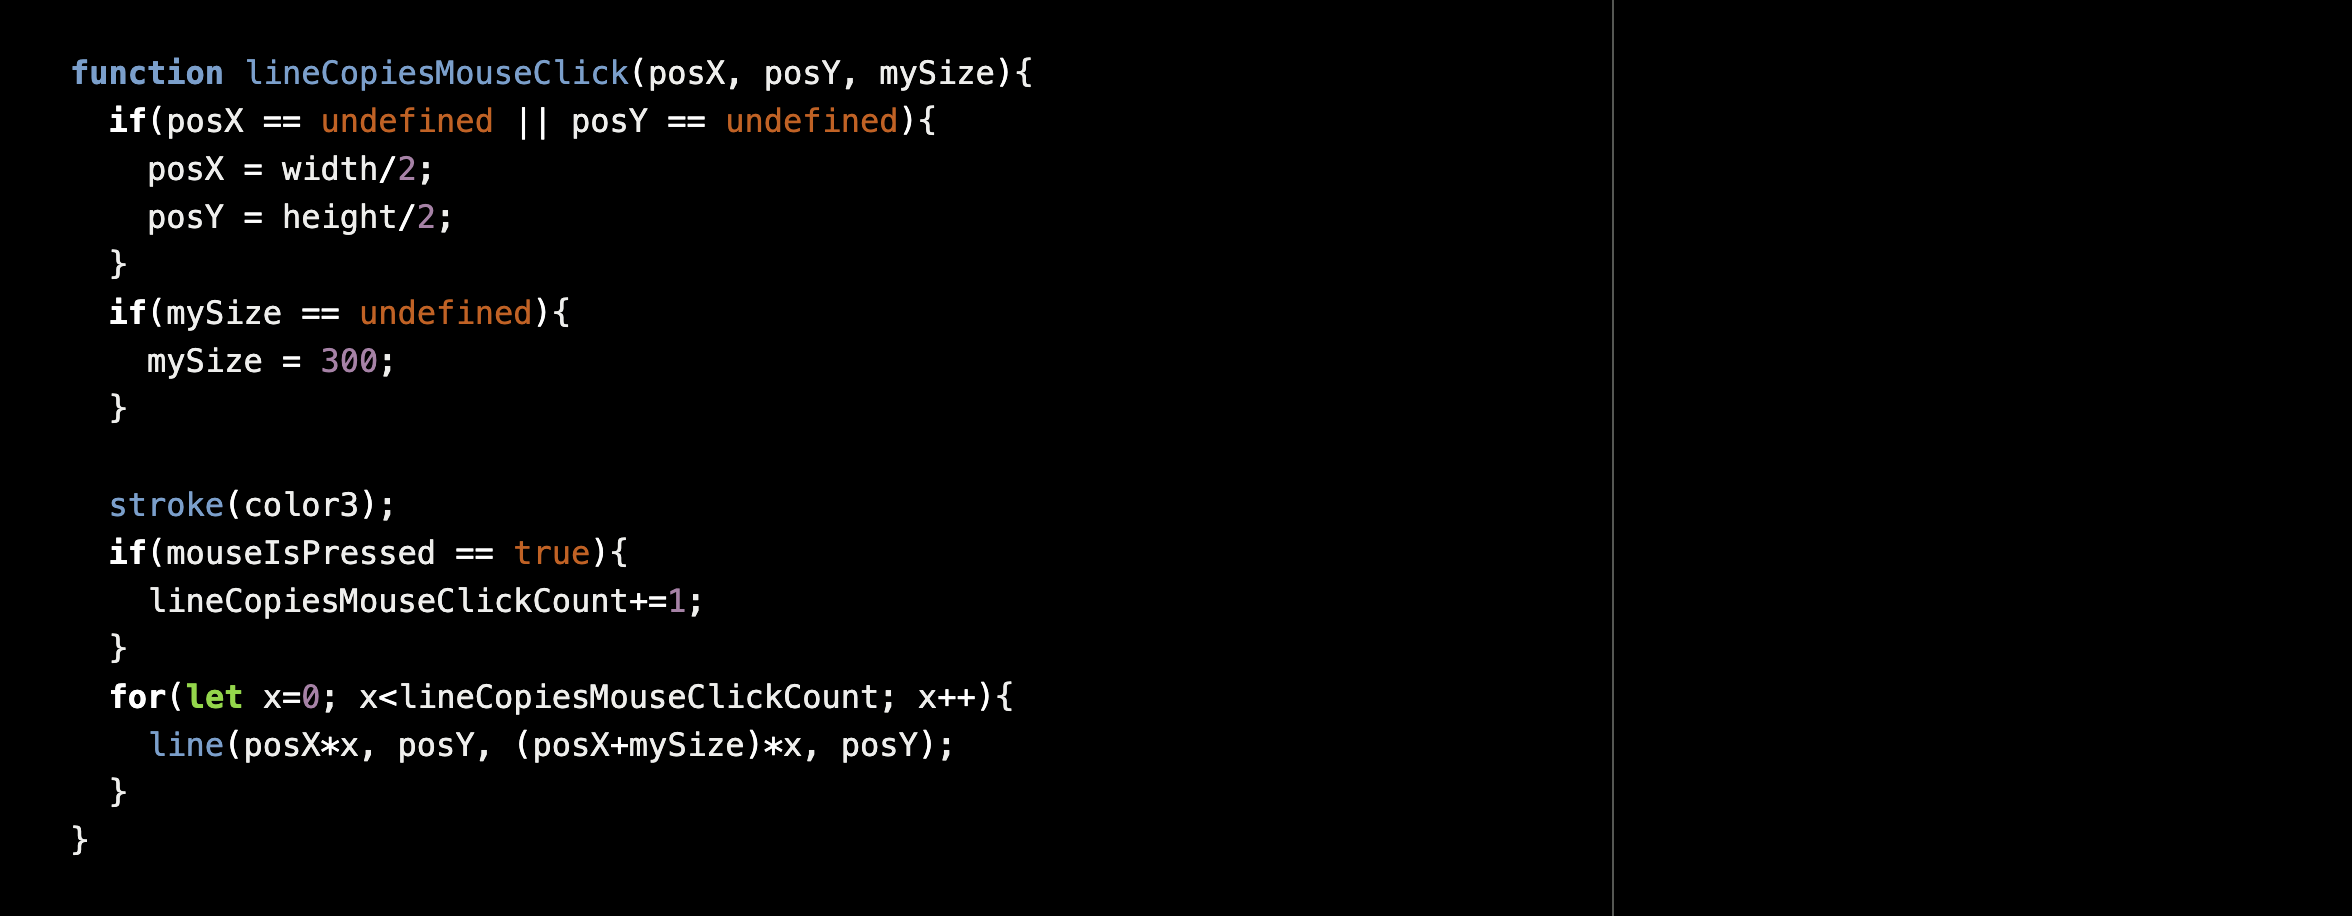 function lineCopiesMouseClick(posX, posY, mySize){
  if(posX == undefined || posY == undefined){
    posX = width/2;
    posY = height/2;
  }
  if(mySize == undefined){
    mySize = 300;
  }

  stroke(color3);
  if(mouseIsPressed == true){
    lineCopiesMouseClickCount+=1;
  }
  for(let x=0; x<lineCopiesMouseClickCount; x++){
    line(posX*x, posY, (posX+mySize)*x, posY);
  }
}